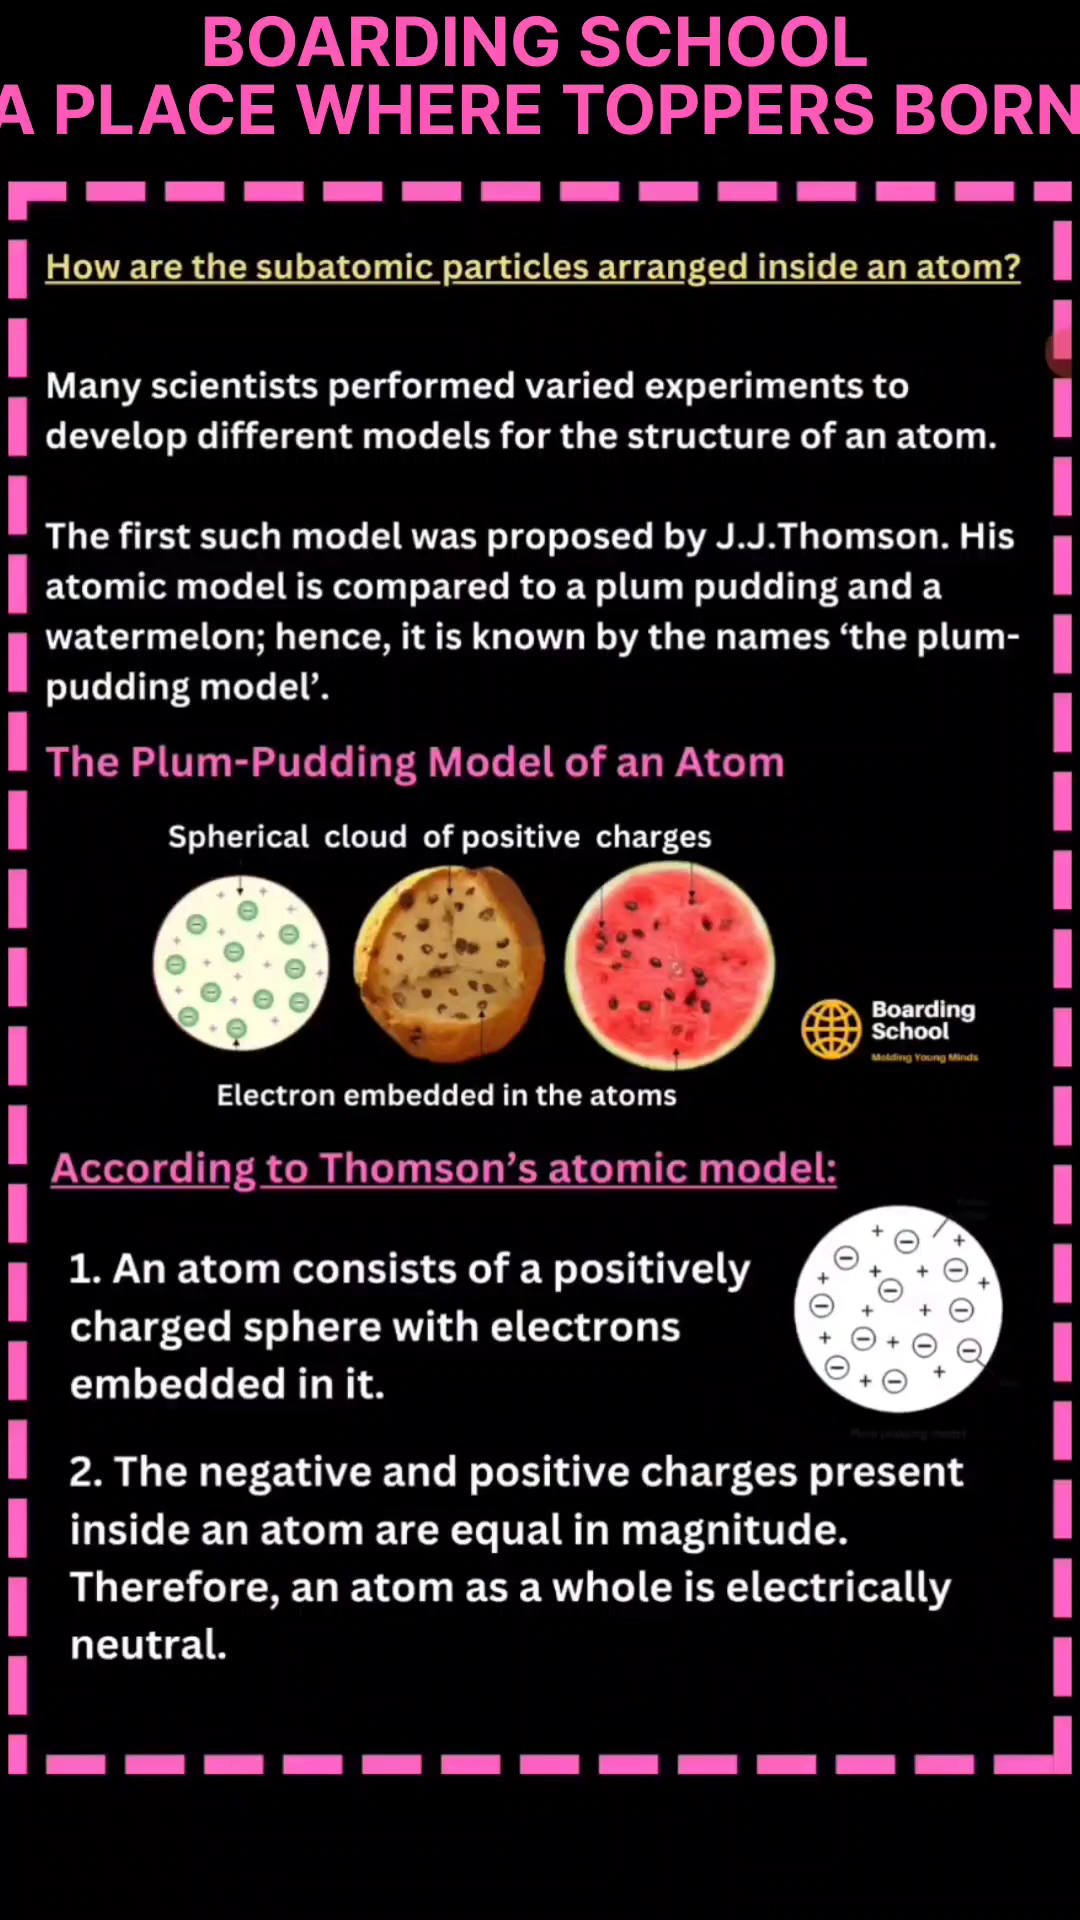 BOARDING SCHOOL
A PLACE WHERE TOPPERS BORN
How are the subatomic particles arranged inside an atom?
Many scientists performed varied experiments to
develop different models for the structure of an atom.
The first such model was proposed by J.J.Thomson. His
atomic model is compared to a plum pudding and a
watermelon; hence, it is known by the names ‘the plum-
pudding model’.
The Plum-Pudding Model of an Atom
Spherical cloud of positive charges
Boarding
School
Molding Young Minds
Electron embedded in the atoms
According to Thomson’s atomic model:
1. An atom consists of a positively
charged sphere with electrons
embedded in it.
2. The negative and positive charges present
inside an atom are equal in magnitude.
Therefore, an atom as a whole is electrically
neutral.